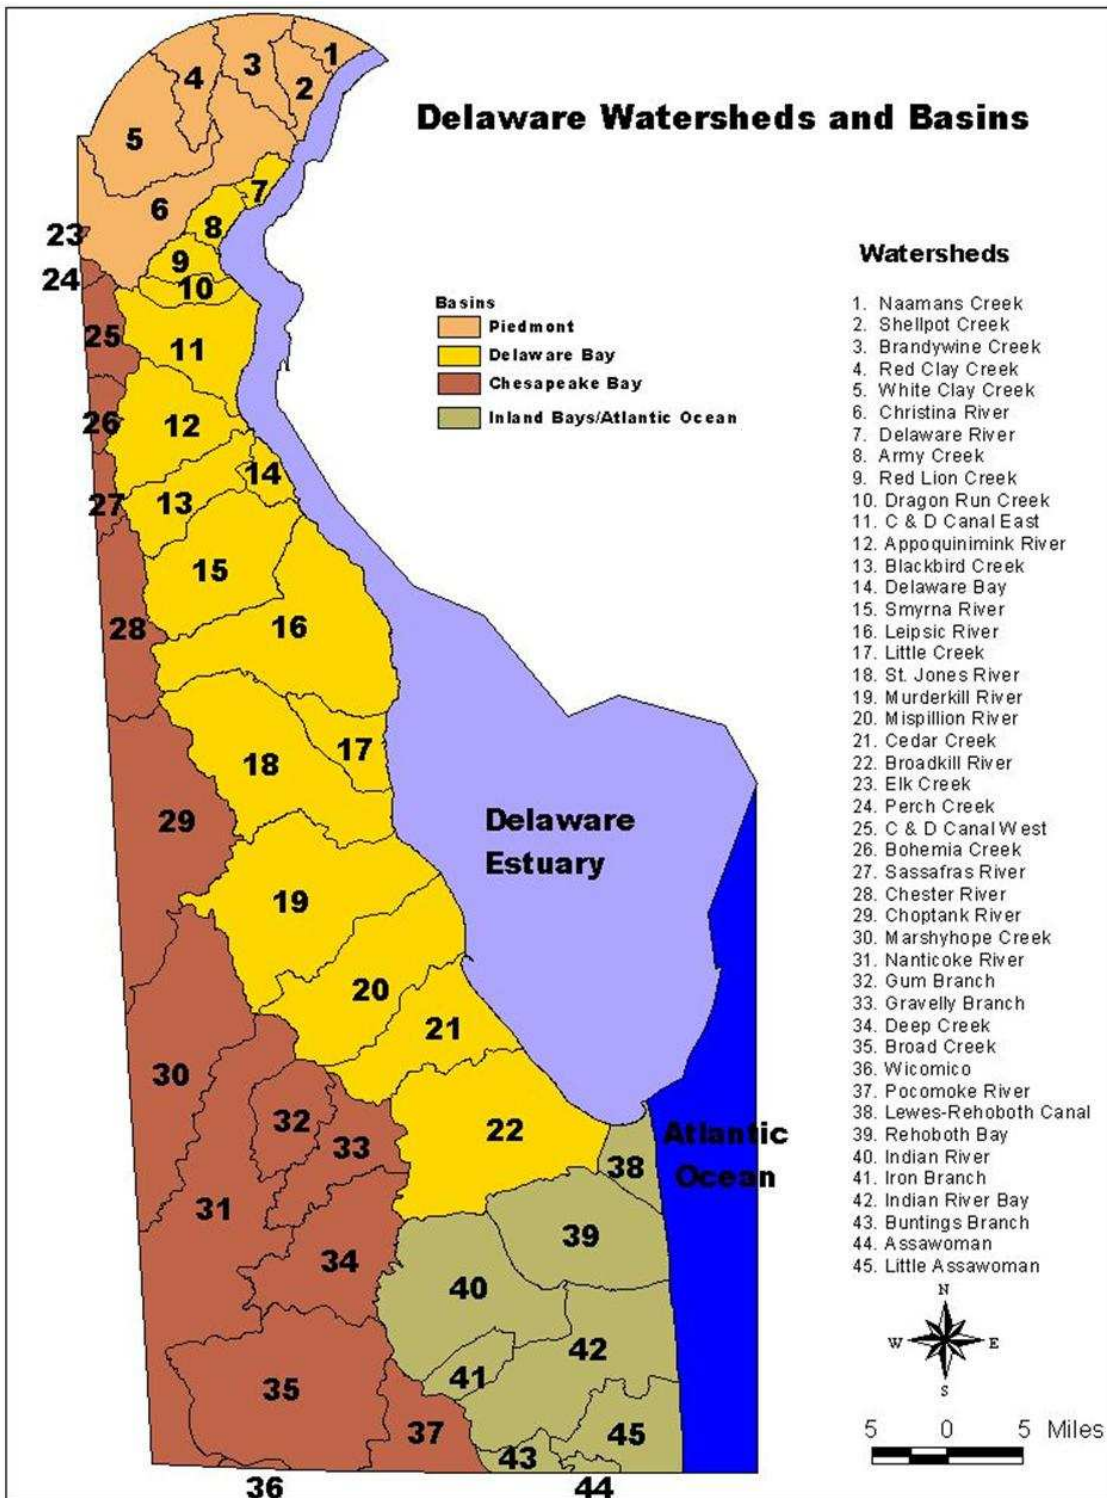 Delaware Watersheds and Basins
1
3
4
2
5
7
6
8
23
9
24
10
25
11
26
12
14
27
13
15
28
16
17
18
29
19
20
21
30
32
33
22
38
31
34
39
40
42
41
35
37
45
43
36
44
Delaware
Estuary
Atlantic
Ocean
Basins
Piedmont
Delaware Bay
Chesapeake Bay
Inland Bays/Atlantic Ocean
Watersheds
1. Naamans Creek
2. Shellpot Creek
3. Brandywine Creek
4. Red Clay Creek
5. White Clay Creek
6. Christina River
7. Delaware River
8. Army Creek
9. Red Lion Creek
10. Dragon Run Creek
11. C & D Canal East
12. Appoquinimink River
13. Blackbird Creek
14. Delaware Bay
15. Smyrna River
16. Leipsic River
17. Little Creek
18. St. Jones River
19. Murderkill River
20. Mispillion River
21. Cedar Creek
22. Broadkill River
23. Elk Creek
24. Perch Creek
25. C & D Canal West
26. Bohemia Creek
27. Sassafras River
28. Chester River
29. Choptank River
30. Marshyhope Creek
31. Nanticoke River
32. Gum Branch
33. Gravelly Branch
34. Deep Creek
35. Broad Creek
36. Wicomico
37. Pocomoke River
38. Lewes-Rehoboth Canal
39. Rehoboth Bay
40. Indian River
41. Iron Branch
42. Indian River Bay
43. Buntings Branch
44. Assawoman
45. Little Assawoman
N
W E
S
5 0 5 Miles